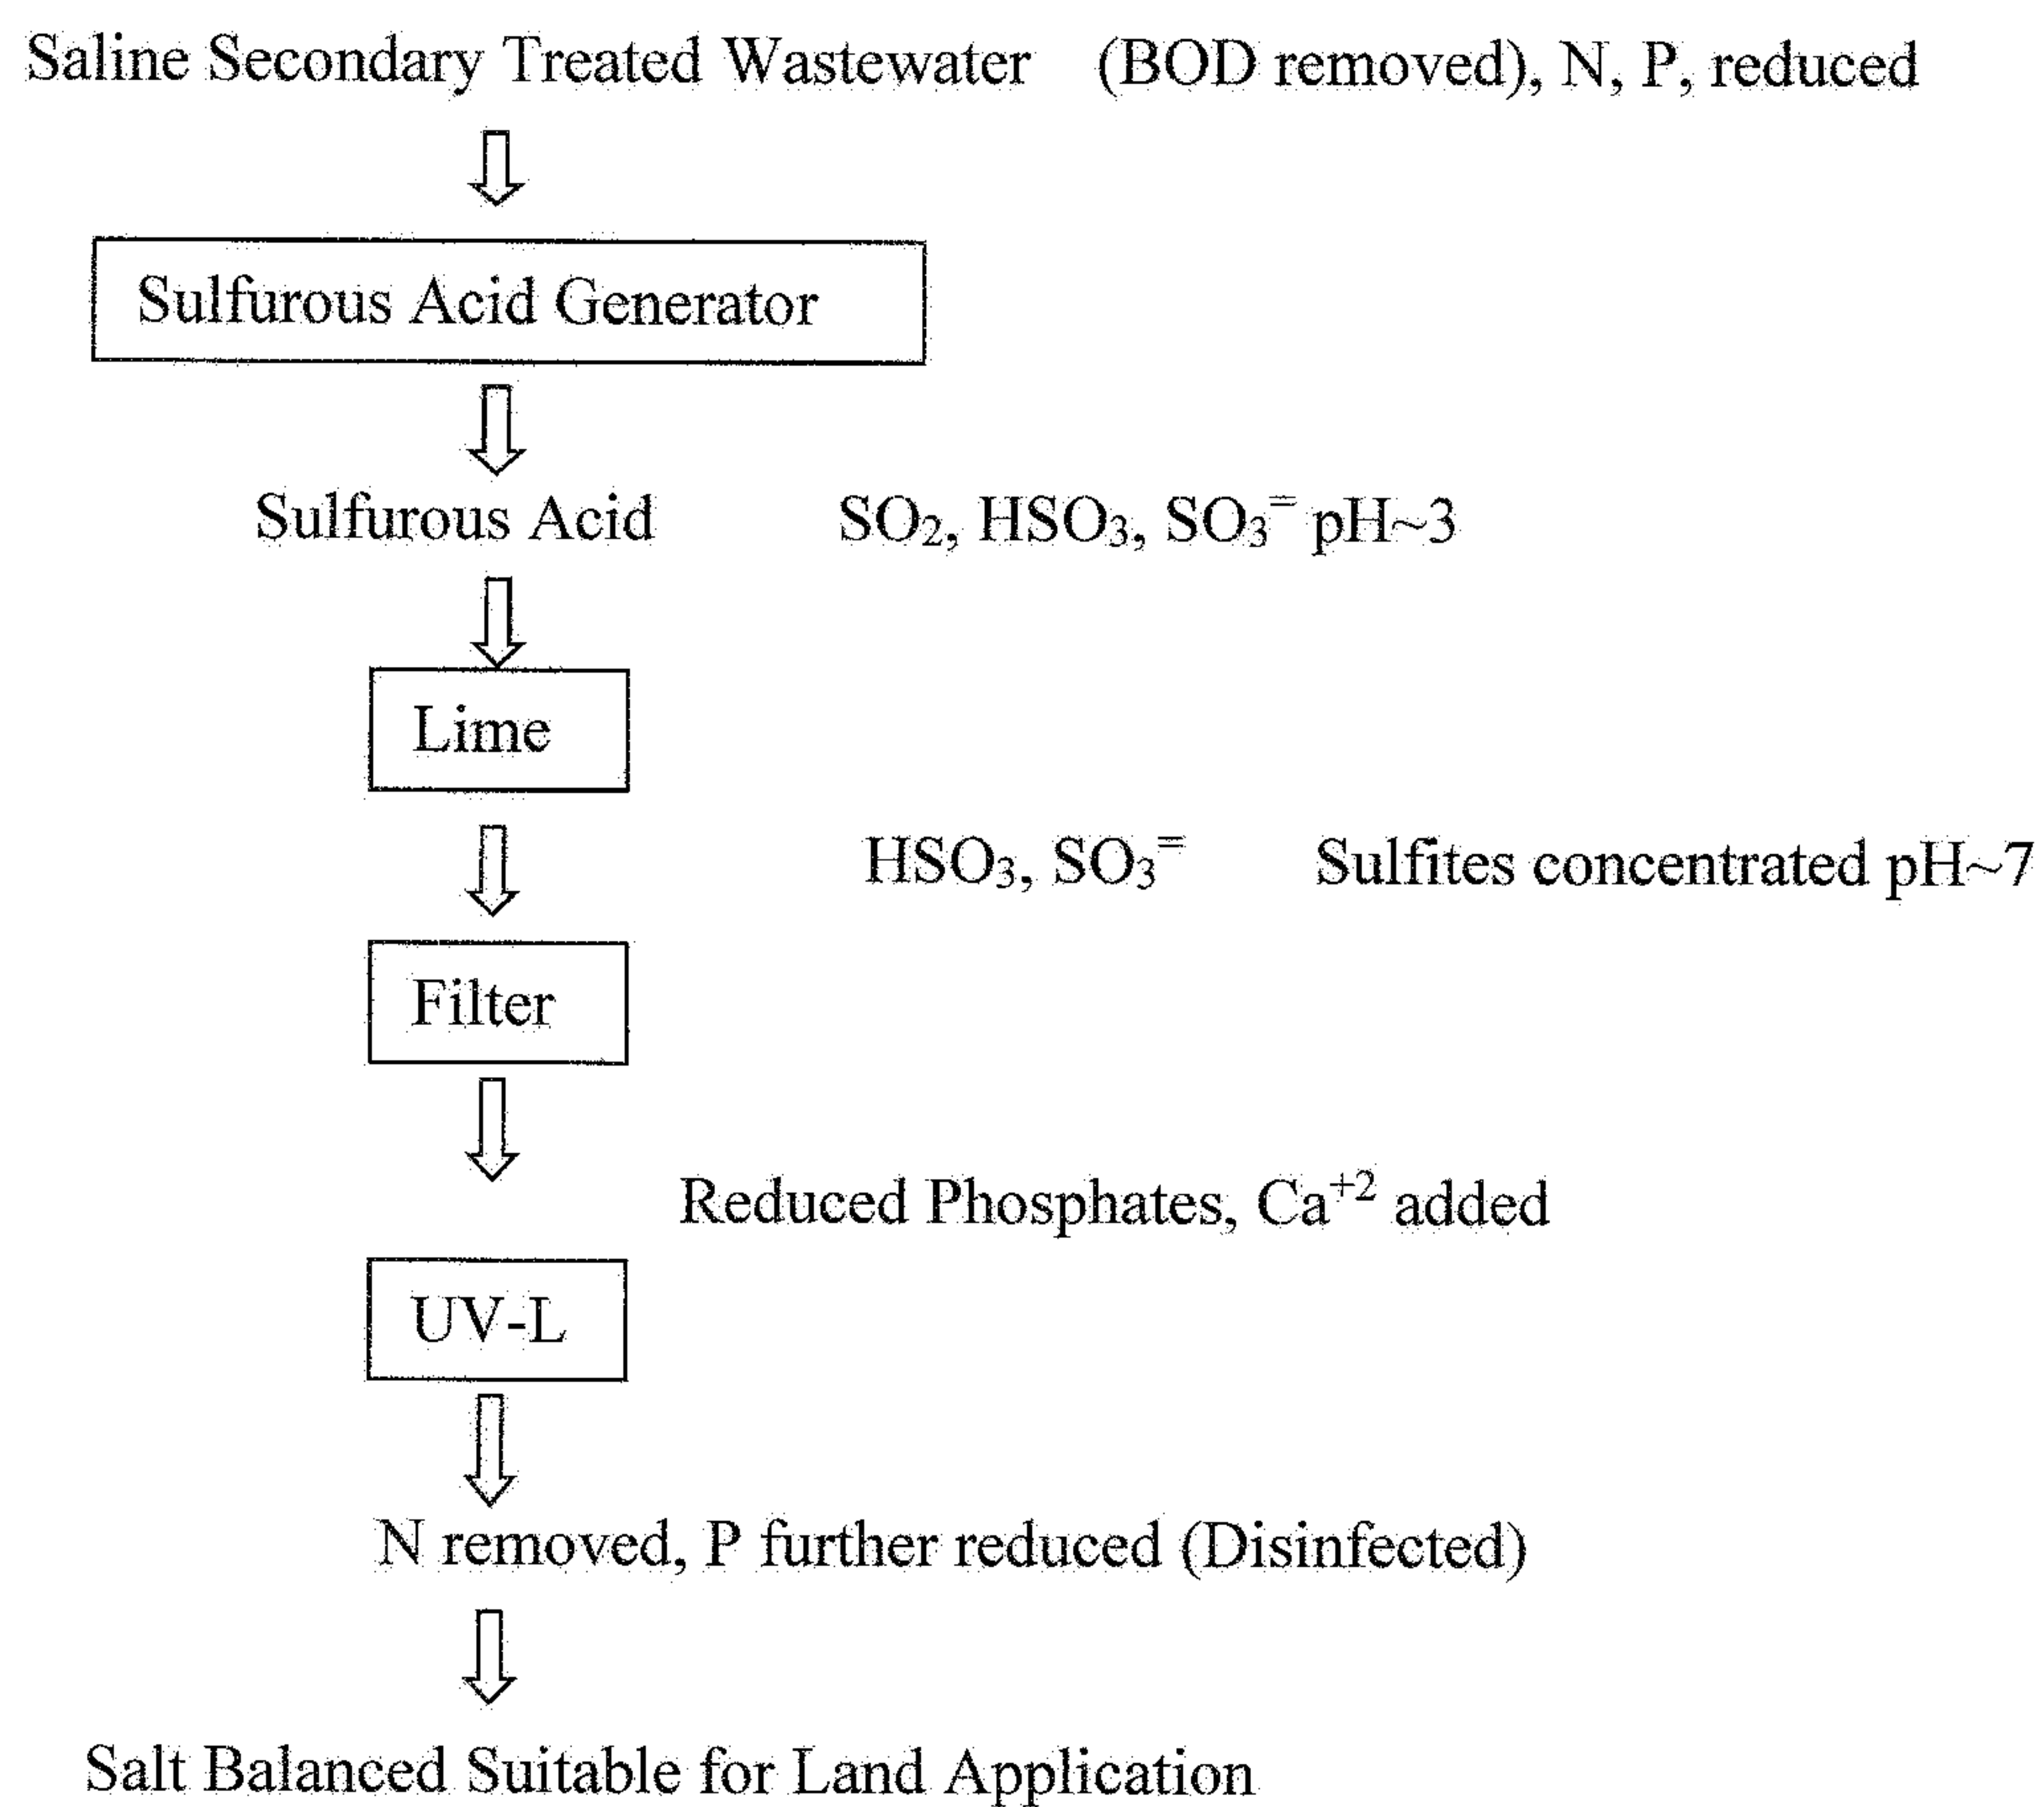 Saline Secondary Treated Wastewater (BOD removed), N, P, reduced
Sulfurous Acid Generator
Sulfurous Acid SO₂, HSO₃, SO₃⁼ pH~3
Lime
HSO₃, SO₃⁼ Sulfites concentrated pH~7
Filter
Reduced Phosphates, Ca⁺² added
UV-L
N removed, P further reduced (Disinfected)
Salt Balanced Suitable for Land Application